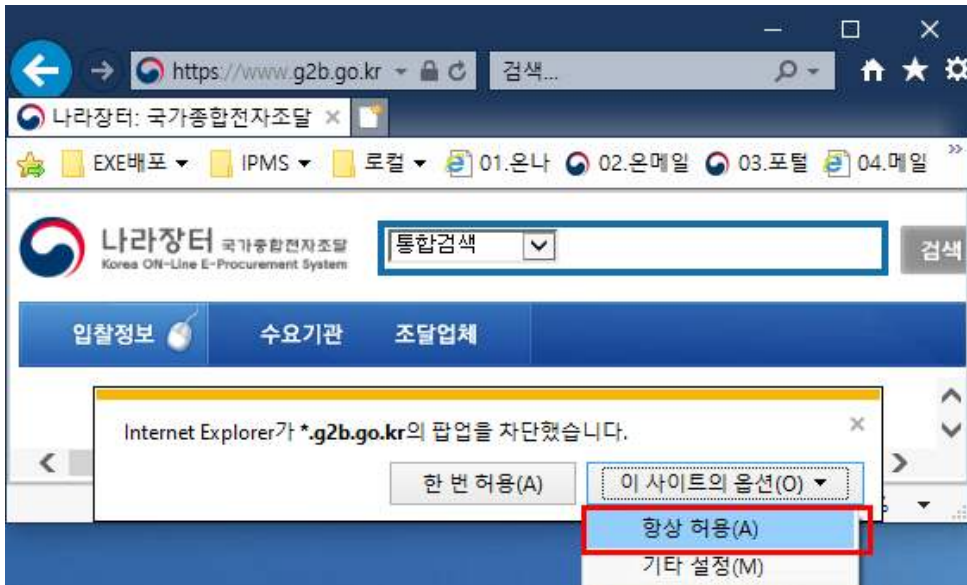 https://www.g2b.go.kr
검색...
나라장터: 국가종합전자조달
EXE배포
IPMS
로컬
01.온나
02.온메일
03.포털
04.메일
나라장터 국가종합전자조달
Korea ON-Line E-Procurement System
통합검색
검색
입찰정보
수요기관
조달업체
Internet Explorer가 *.g2b.go.kr의 팝업을 차단했습니다.
한 번 허용(A)
이 사이트의 옵션(O)
항상 허용(A)
기타 설정(M)